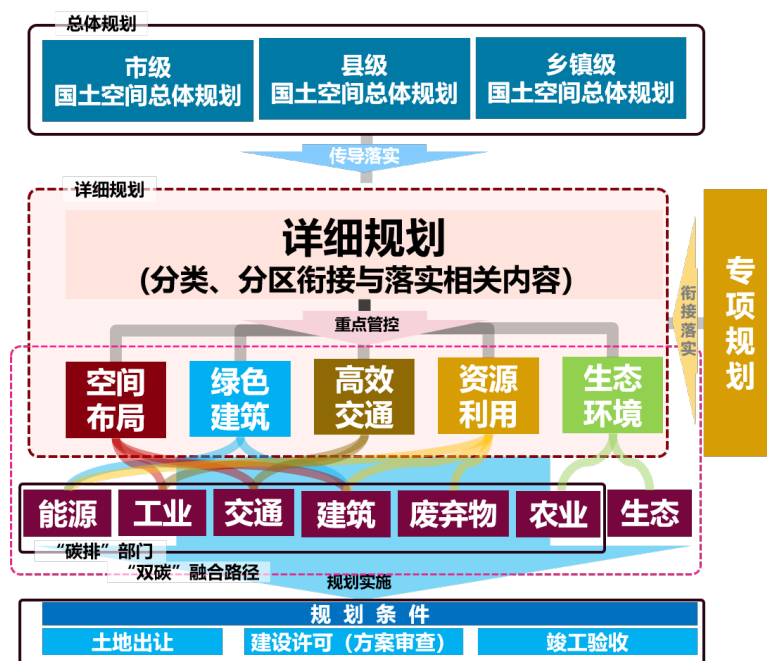 总体规划
市级
国土空间总体规划
县级
国土空间总体规划
乡镇级
国土空间总体规划
传导落实
详细规划
详细规划
(分类、分区衔接与落实相关内容)
重点管控
衔接落实
专项规划
空间
布局
绿色
建筑
高效
交通
资源
利用
生态
环境
能源
工业
交通
建筑
废弃物
农业
生态
“碳排”部门
“双碳”融合路径
规划实施
规划条件
土地出让
建设许可(方案审查)
竣工验收